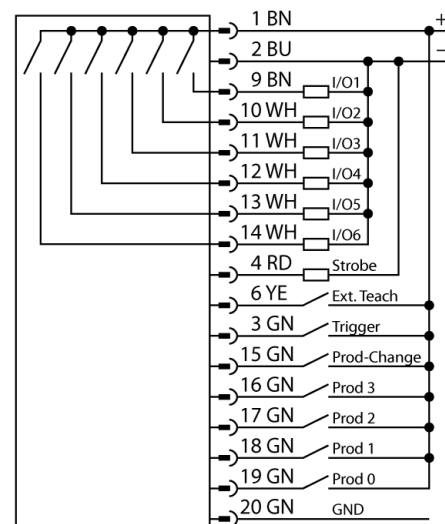 1 BN +
2 BU −
9 BN I/O1
10 WH I/O2
11 WH I/O3
12 WH I/O4
13 WH I/O5
14 WH I/O6
4 RD Strobe
6 YE Ext. Teach
3 GN Trigger
15 GN Prod-Change
16 GN Prod 3
17 GN Prod 2
18 GN Prod 1
19 GN Prod 0
20 GN GND